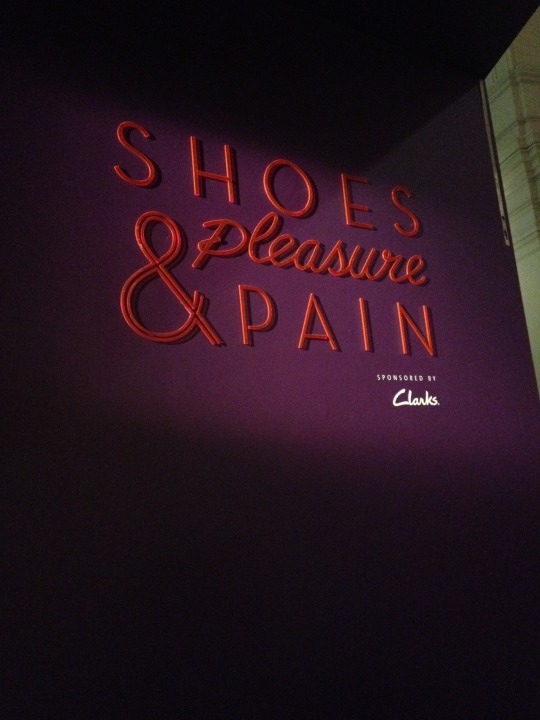 SHOES
Pleasure
& PAIN
SPONSORED BY
Clarks.